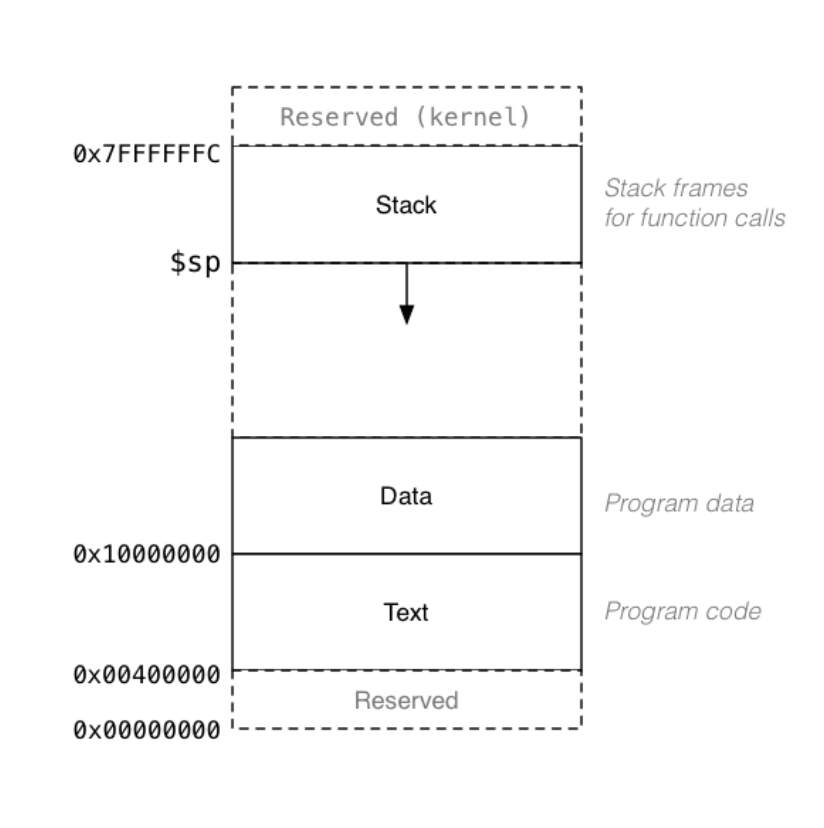 Reserved (kernel)
0x7FFFFFFC
Stack
Stack frames
for function calls
$sp
Data
Program data
0x10000000
Text
Program code
0x00400000
Reserved
0x00000000